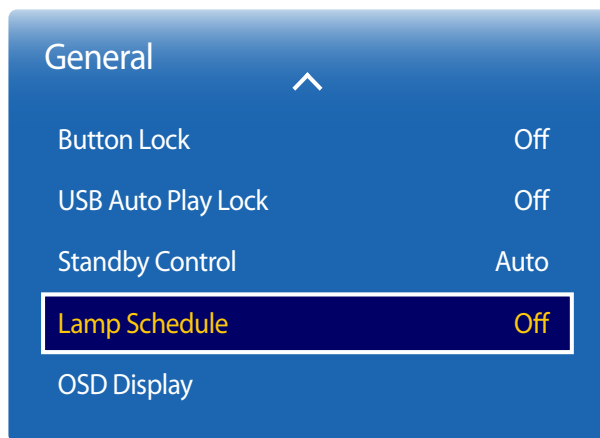 General
Button Lock Off
USB Auto Play Lock Off
Standby Control Auto
Lamp Schedule Off
OSD Display